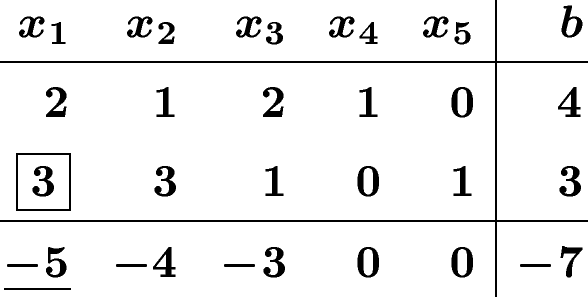 x₁ x₂ x₃ x₄ x₅ b
2 1 2 1 0 4
3 3 1 0 1 3
−5 −4 −3 0 0 −7